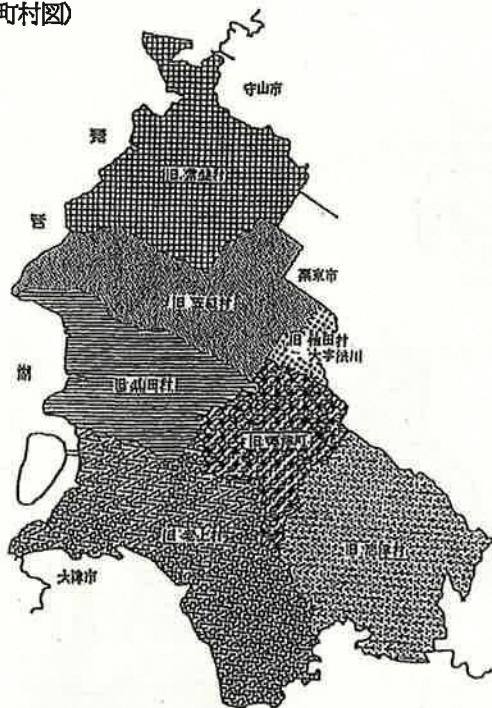 町村図)
守山市
琵
琶
湖
旧.常盤村
栗東市
旧.笠縫村
旧 治田村
大字渋川
旧.山田村
旧.草津町
旧.老上村
旧.志津村
大津市